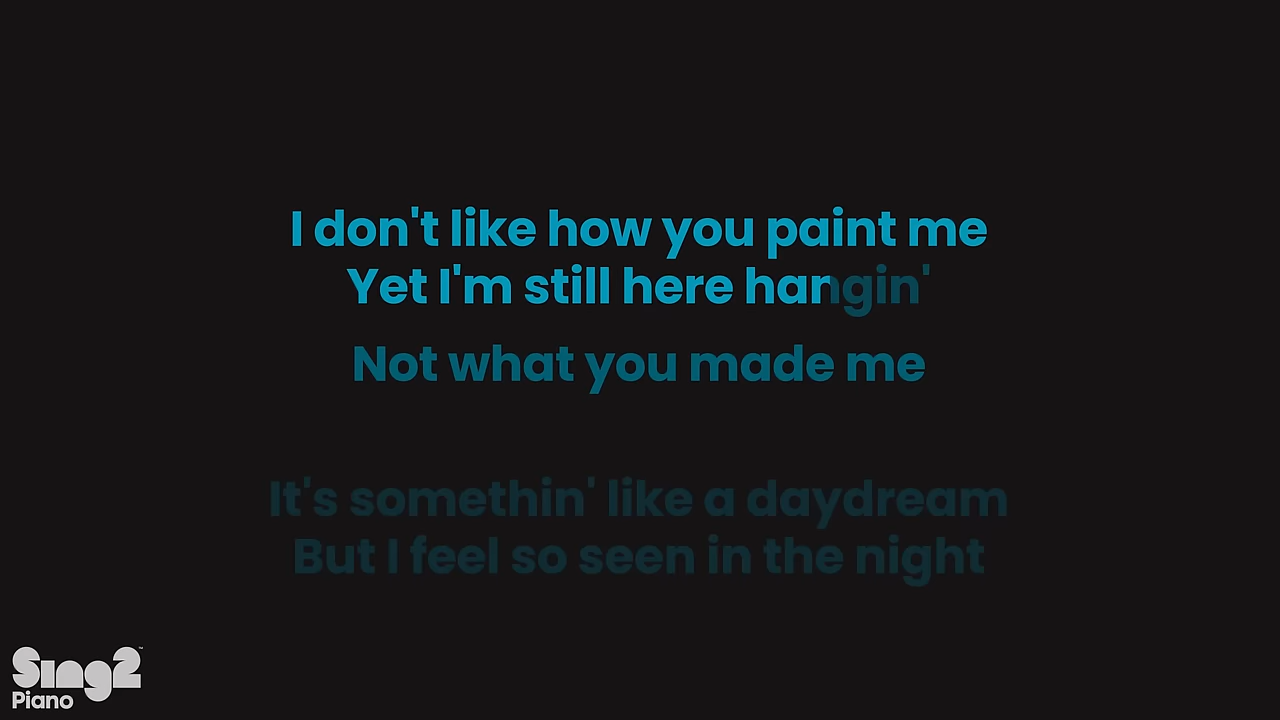 I don't like how you paint me
Yet I'm still here hangin'
Not what you made me
It's somethin' like a daydream
But I feel so seen in the night
Sing2™
Piano